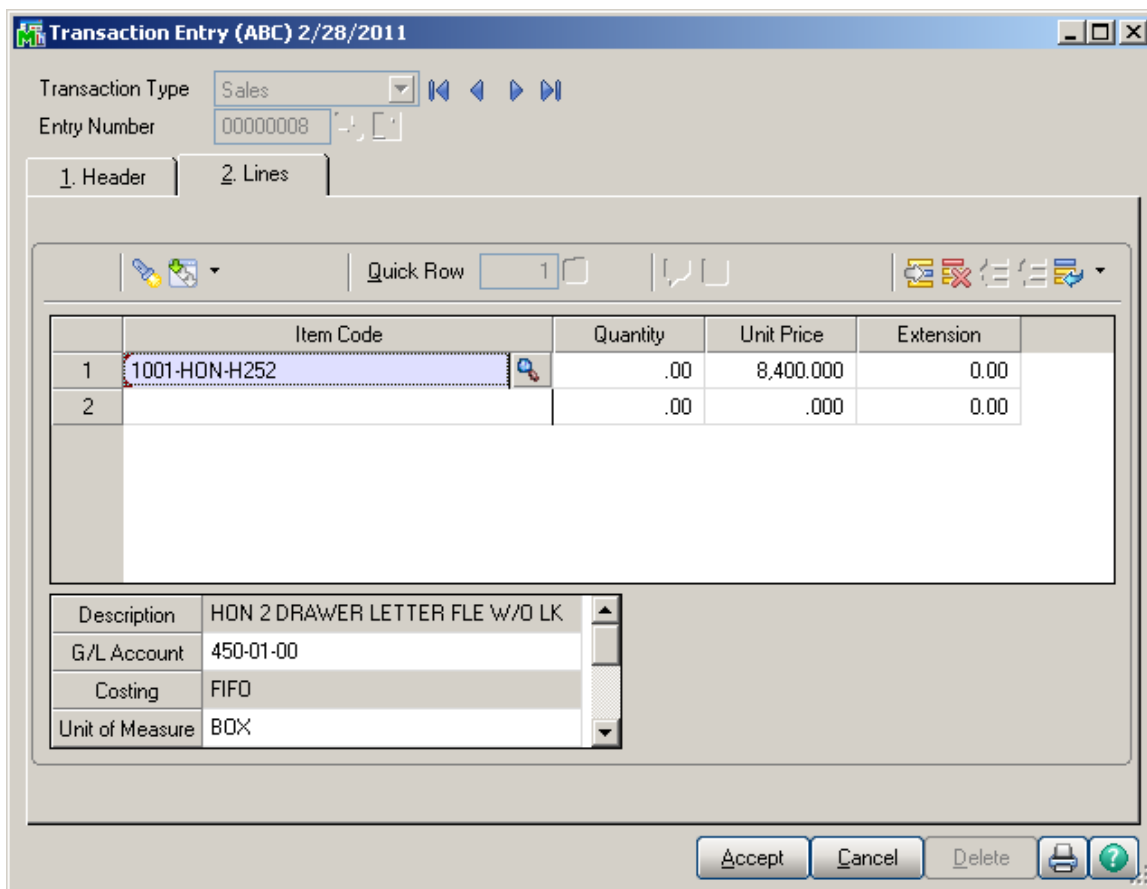 Transaction Entry (ABC) 2/28/2011
Transaction Type Sales
Entry Number 00000008
1. Header 2. Lines
Quick Row 1
Item Code Quantity Unit Price Extension
1 1001-HON-H252 .00 8,400.000 0.00
2 .00 .000 0.00
Description HON 2 DRAWER LETTER FLE W/O LK
G/L Account 450-01-00
Costing FIFO
Unit of Measure BOX
Accept Cancel Delete